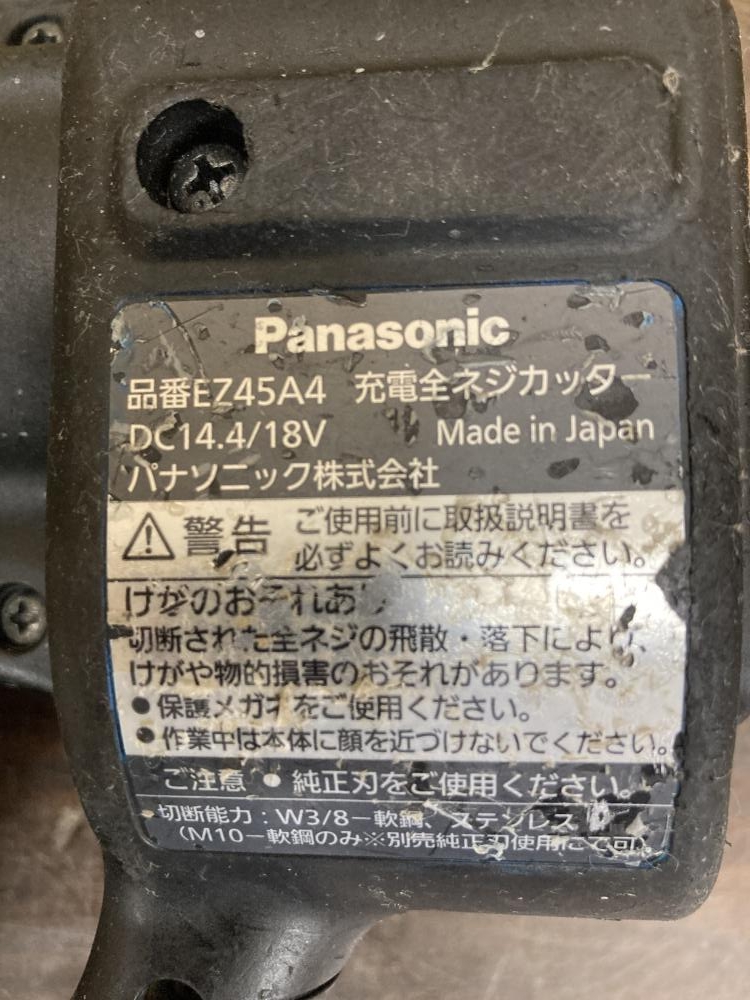 Panasonic
品番EZ45A4 充電全ネジカッター
DC14.4/18V Made in Japan
パナソニック株式会社
警告 ご使用前に取扱説明書を
必ずよくお読みください。
けがのおそれあり
切断された全ネジの飛散・落下により、
けがや物的損害のおそれがあります。
●保護メガネをご使用ください。
●作業中は本体に顔を近づけないでください。
ご注意 ●純正刃をご使用ください。
●切断能力:W3/8−軟鋼、ステンレス
(M10−軟鋼のみ※別売純正刃使用にて可)